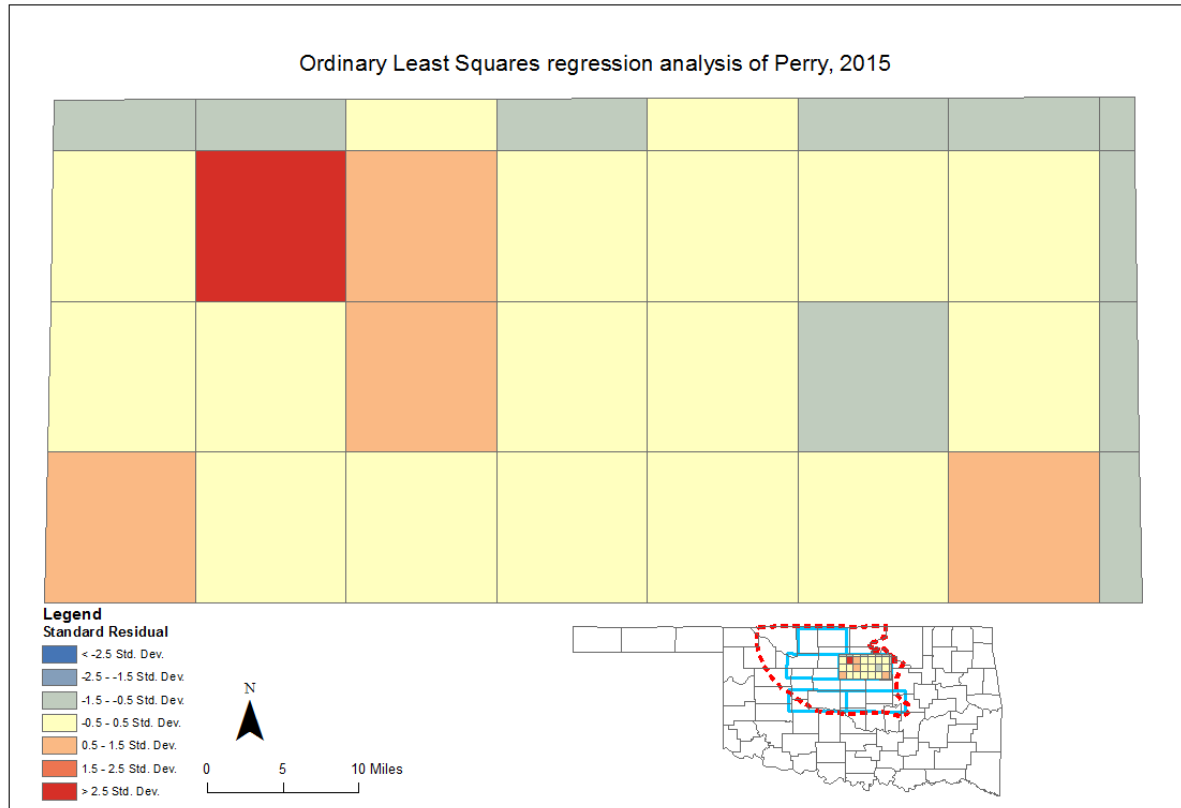 Ordinary Least Squares regression analysis of Perry, 2015
Legend
Standard Residual
< -2.5 Std. Dev.
-2.5 - -1.5 Std. Dev.
-1.5 - -0.5 Std. Dev.
-0.5 - 0.5 Std. Dev.
0.5 - 1.5 Std. Dev.
1.5 - 2.5 Std. Dev.
> 2.5 Std. Dev.
N
0 5 10 Miles